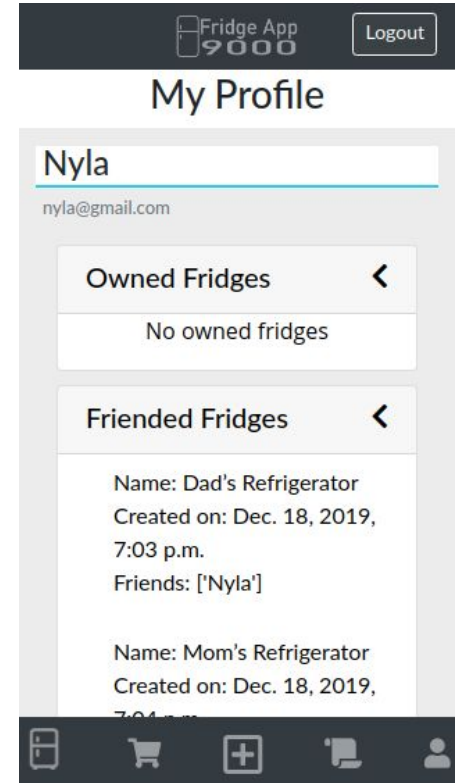 Fridge App
9000
Logout
My Profile
Nyla
nyla@gmail.com
Owned Fridges
No owned fridges
Friended Fridges
Name: Dad’s Refrigerator
Created on: Dec. 18, 2019,
7:03 p.m.
Friends: ['Nyla']
Name: Mom’s Refrigerator
Created on: Dec. 18, 2019,